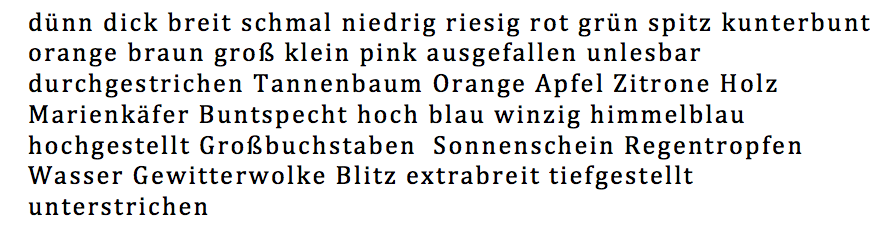 dünn dick breit schmal niedrig riesig rot grün spitz kunterbunt
orange braun groß klein pink ausgefallen unlesbar
durchgestrichen Tannenbaum Orange Apfel Zitrone Holz
Marienkäfer Buntspecht hoch blau winzig himmelblau
hochgestellt Großbuchstaben  Sonnenschein Regentropfen
Wasser Gewitterwolke Blitz extrabreit tiefgestellt
unterstrichen